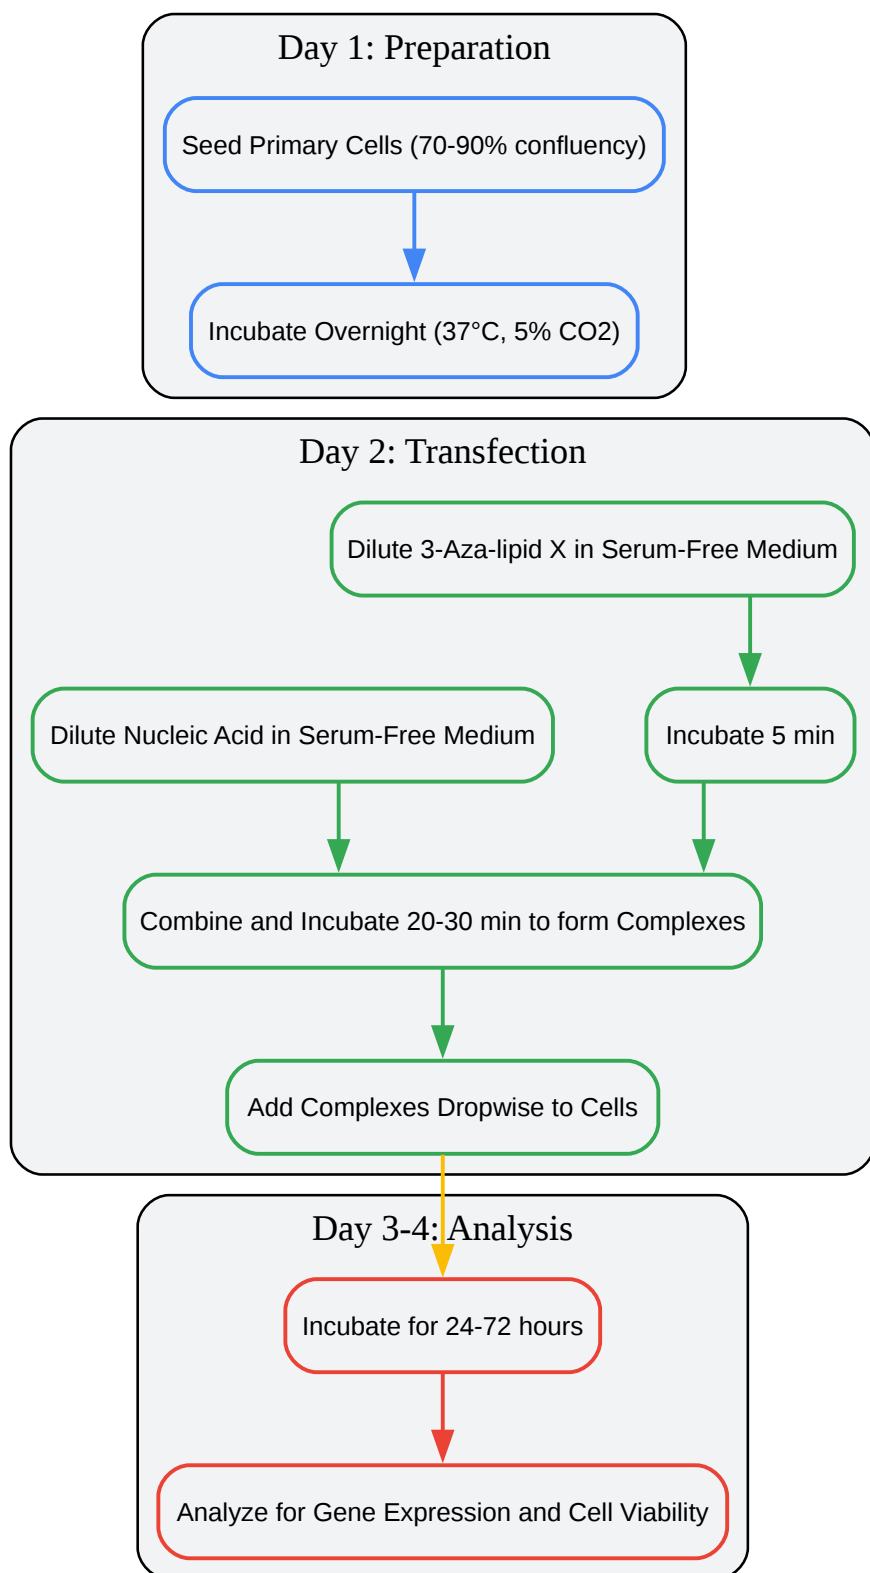 Day 1: Preparation
Seed Primary Cells (70-90% confluency)
Incubate Overnight (37°C, 5% CO2)
Day 2: Transfection
Dilute 3-Aza-lipid X in Serum-Free Medium
Dilute Nucleic Acid in Serum-Free Medium
Incubate 5 min
Combine and Incubate 20-30 min to form Complexes
Add Complexes Dropwise to Cells
Day 3-4: Analysis
Incubate for 24-72 hours
Analyze for Gene Expression and Cell Viability